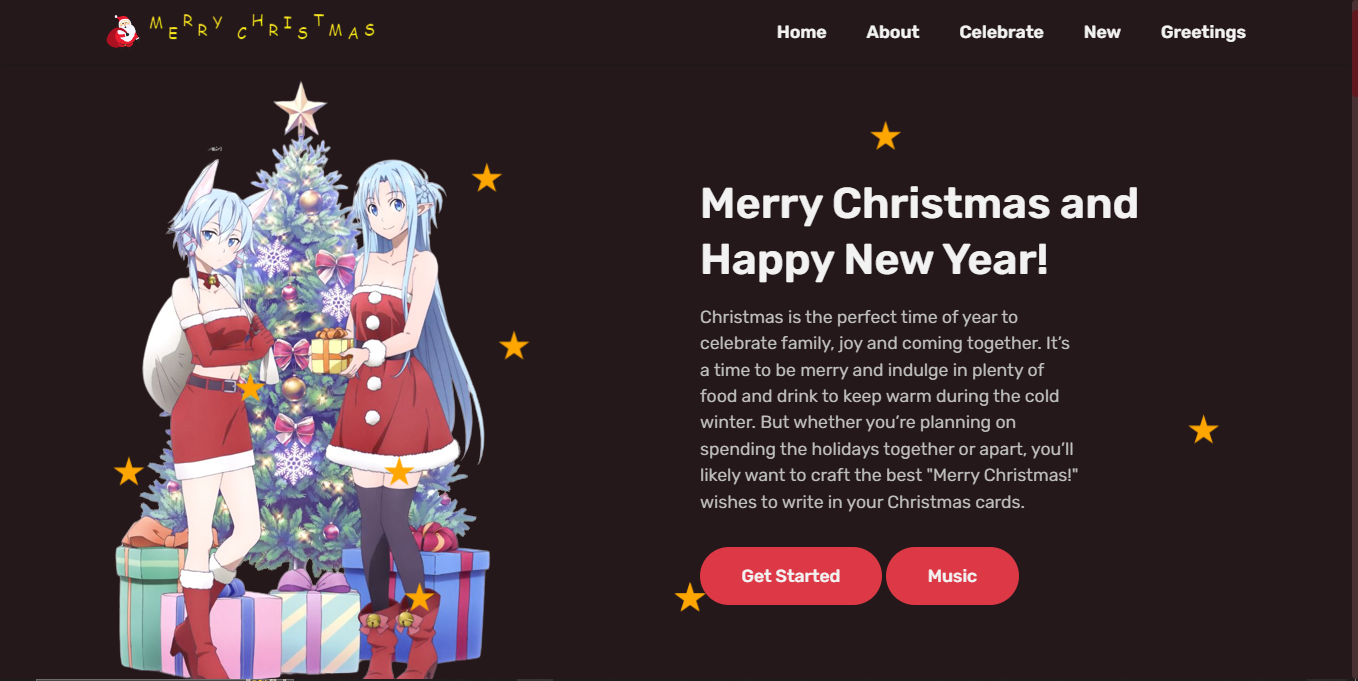 MERRY CHRISTMAS
Home About Celebrate New Greetings
Merry Christmas and
Happy New Year!
Christmas is the perfect time of year to
celebrate family, joy and coming together. It’s
a time to be merry and indulge in plenty of
food and drink to keep warm during the cold
winter. But whether you’re planning on
spending the holidays together or apart, you’ll
likely want to craft the best "Merry Christmas!"
wishes to write in your Christmas cards.
Get Started Music